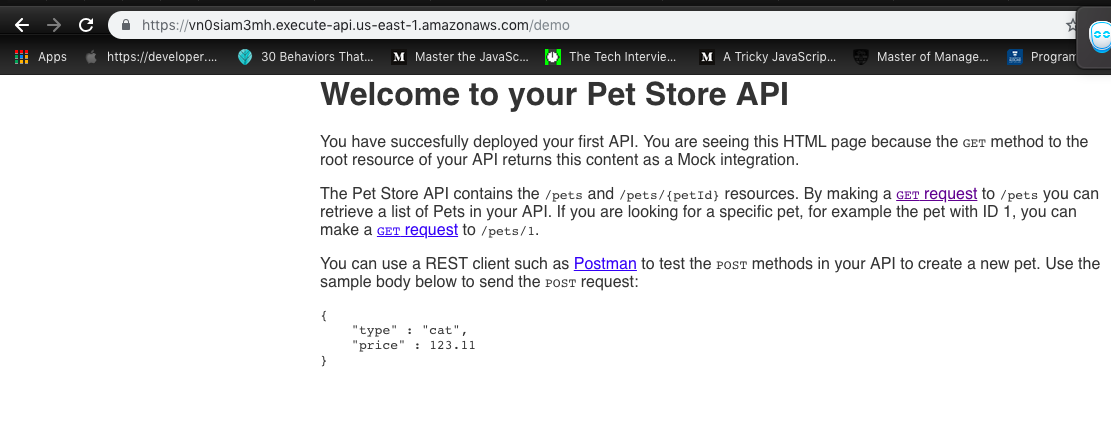 https://vn0siam3mh.execute-api.us-east-1.amazonaws.com/demo
Apps https://developer.... 30 Behaviors That... M Master the JavaSc... The Tech Intervie... M A Tricky JavaScrip... Master of Manage... Program
Welcome to your Pet Store API
You have succesfully deployed your first API. You are seeing this HTML page because the GET method to the
root resource of your API returns this content as a Mock integration.
The Pet Store API contains the /pets and /pets/{petId} resources. By making a GET request to /pets you can
retrieve a list of Pets in your API. If you are looking for a specific pet, for example the pet with ID 1, you can
make a GET request to /pets/1.
You can use a REST client such as Postman to test the POST methods in your API to create a new pet. Use the
sample body below to send the POST request:
{
    "type" : "cat",
    "price" : 123.11
}